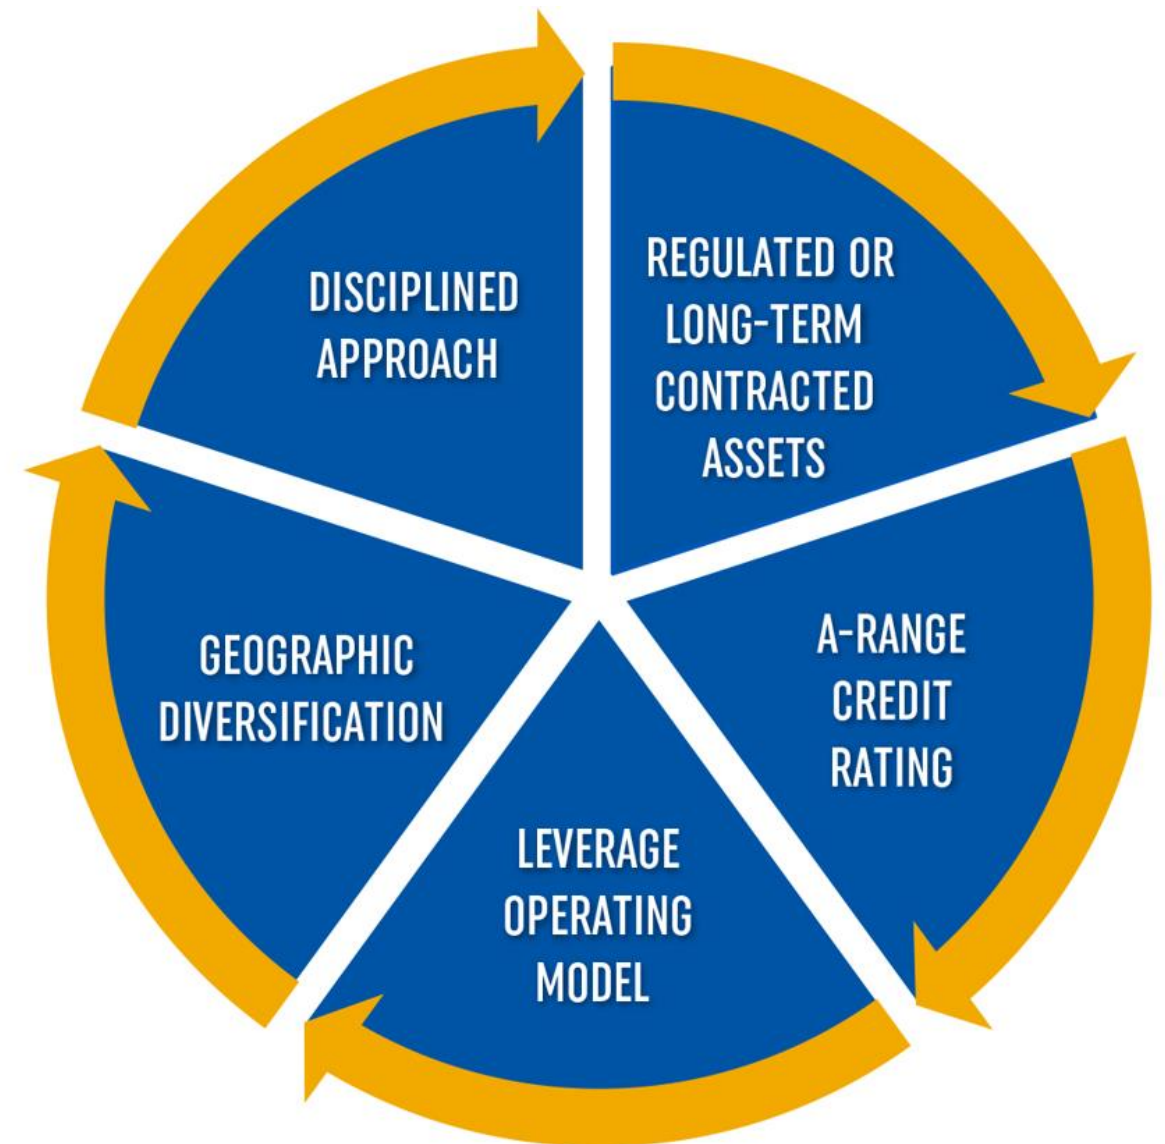 DISCIPLINED
APPROACH
REGULATED OR
LONG-TERM
CONTRACTED
ASSETS
A-RANGE
CREDIT
RATING
LEVERAGE
OPERATING
MODEL
GEOGRAPHIC
DIVERSIFICATION